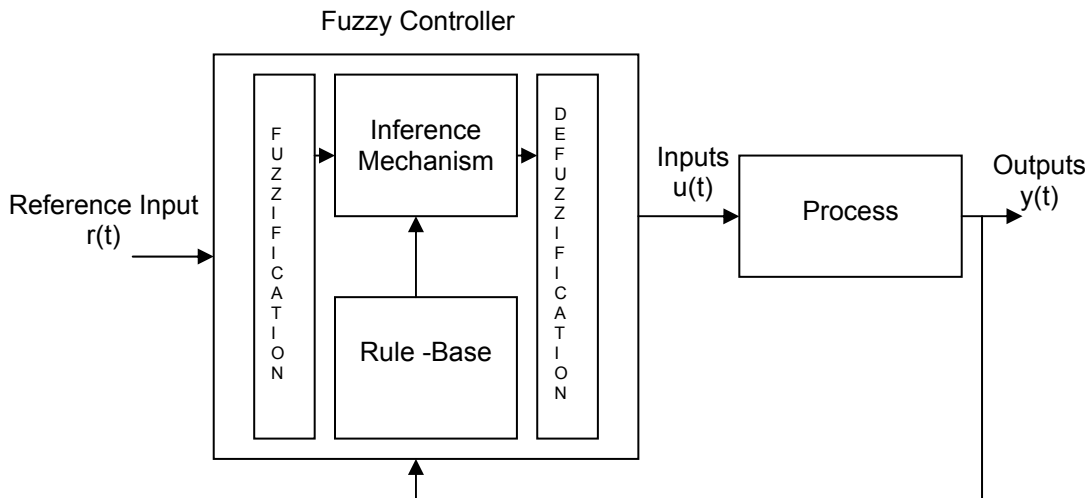 Fuzzy Controller
Reference Input
r(t)
FUZZIFICATION
Inference
Mechanism
Rule -Base
DEFUZZIFICATION
Inputs
u(t)
Process
Outputs
y(t)